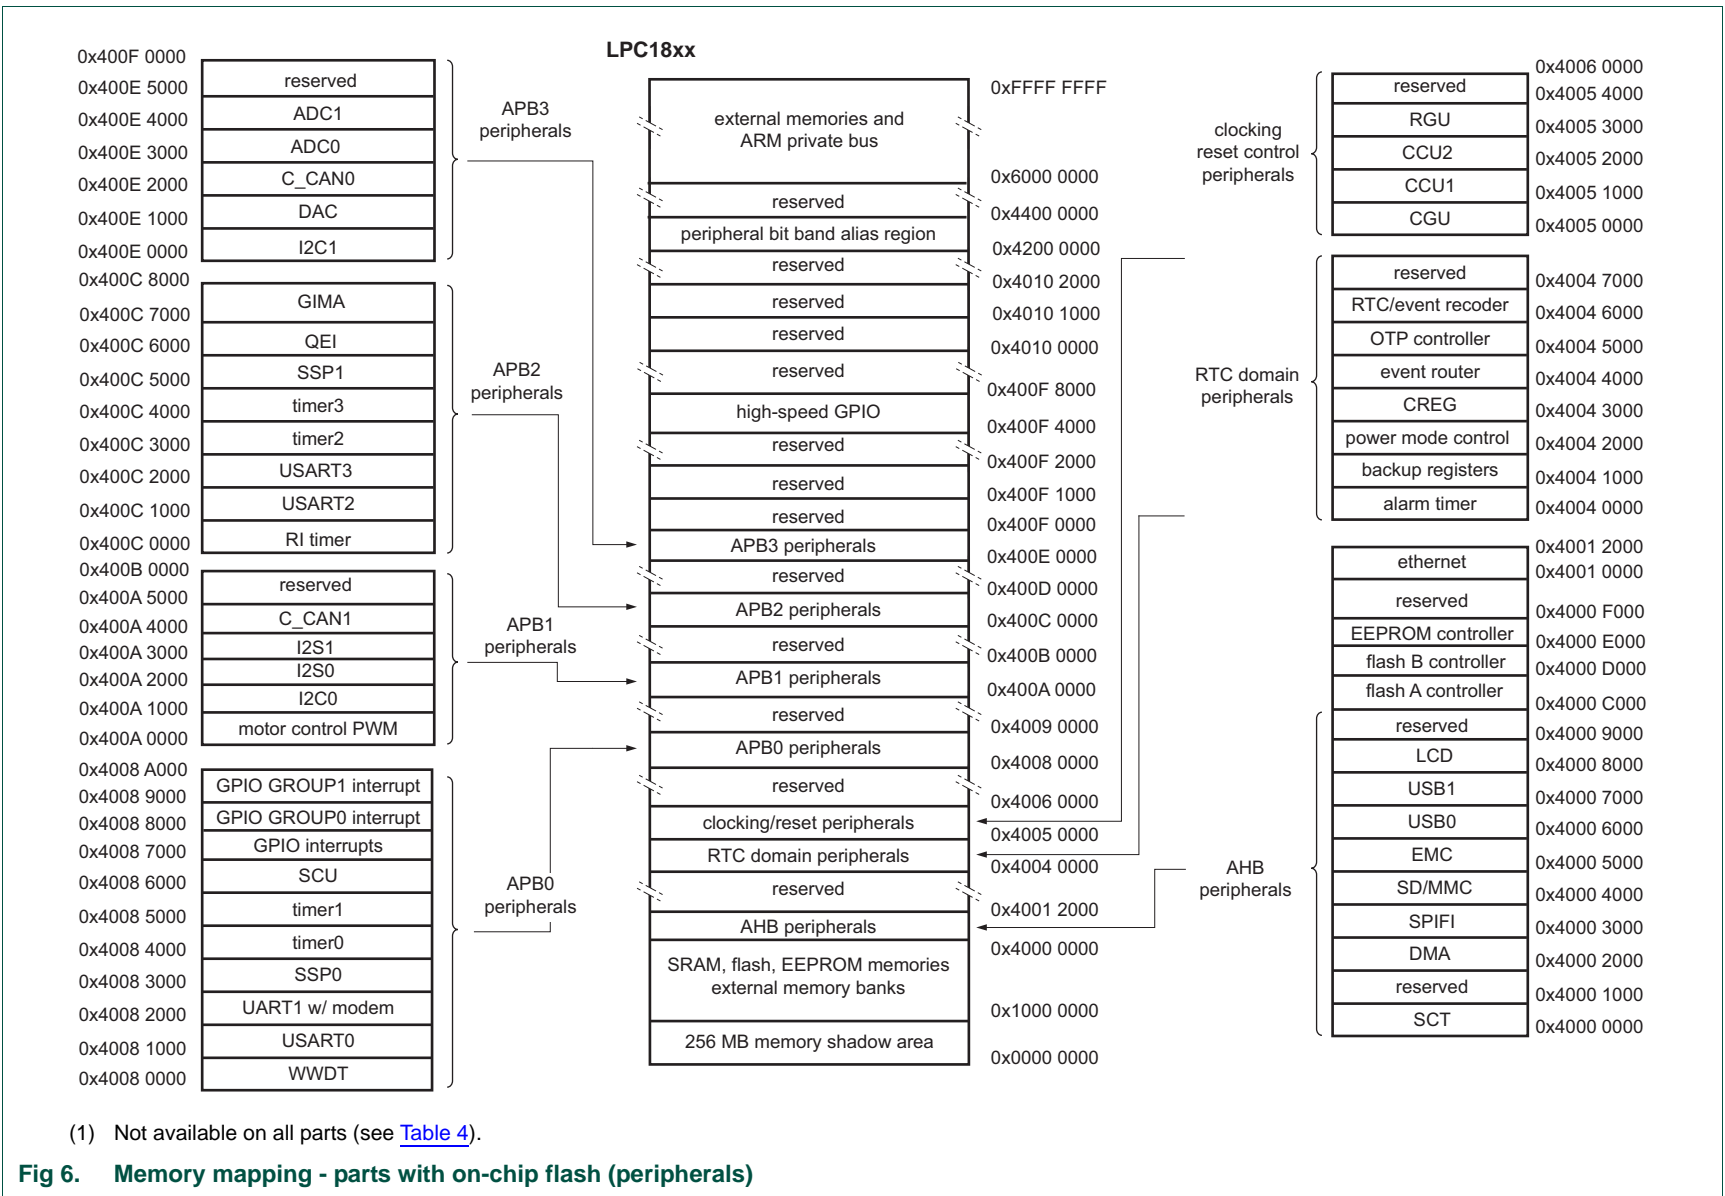 LPC18xx
0x400F 0000
reserved
0x400E 5000
ADC1
0x400E 4000
ADC0
0x400E 3000
C_CAN0
0x400E 2000
DAC
0x400E 1000
I2C1
0x400E 0000
APB3
peripherals
0x400C 8000
GIMA
0x400C 7000
QEI
0x400C 6000
SSP1
0x400C 5000
timer3
0x400C 4000
timer2
0x400C 3000
USART3
0x400C 2000
USART2
0x400C 1000
RI timer
0x400C 0000
APB2
peripherals
0x400B 0000
reserved
0x400A 5000
C_CAN1
0x400A 4000
I2S1
0x400A 3000
I2S0
0x400A 2000
I2C0
0x400A 1000
motor control PWM
0x400A 0000
APB1
peripherals
0x4008 A000
GPIO GROUP1 interrupt
0x4008 9000
GPIO GROUP0 interrupt
0x4008 8000
GPIO interrupts
0x4008 7000
SCU
0x4008 6000
timer1
0x4008 5000
timer0
0x4008 4000
SSP0
0x4008 3000
UART1 w/ modem
0x4008 2000
USART0
0x4008 1000
WWDT
0x4008 0000
APB0
peripherals
0xFFFF FFFF
external memories and
ARM private bus
0x6000 0000
reserved
0x4400 0000
peripheral bit band alias region
0x4200 0000
reserved
0x4010 2000
reserved
0x4010 1000
reserved
0x4010 0000
reserved
0x400F 8000
high-speed GPIO
0x400F 4000
reserved
0x400F 2000
reserved
0x400F 1000
reserved
0x400F 0000
APB3 peripherals
0x400E 0000
reserved
0x400D 0000
APB2 peripherals
0x400C 0000
reserved
0x400B 0000
APB1 peripherals
0x400A 0000
reserved
0x4009 0000
APB0 peripherals
0x4008 0000
reserved
0x4006 0000
clocking/reset peripherals
0x4005 0000
RTC domain peripherals
0x4004 0000
reserved
0x4001 2000
AHB peripherals
0x4000 0000
SRAM, flash, EEPROM memories
external memory banks
0x1000 0000
256 MB memory shadow area
0x0000 0000
clocking
reset control
peripherals
0x4006 0000
reserved
0x4005 4000
RGU
0x4005 3000
CCU2
0x4005 2000
CCU1
0x4005 1000
CGU
0x4005 0000
RTC domain
peripherals
reserved
0x4004 7000
RTC/event recoder
0x4004 6000
OTP controller
0x4004 5000
event router
0x4004 4000
CREG
0x4004 3000
power mode control
0x4004 2000
backup registers
0x4004 1000
alarm timer
0x4004 0000
0x4001 2000
ethernet
0x4001 0000
reserved
0x4000 F000
EEPROM controller
0x4000 E000
flash B controller
0x4000 D000
flash A controller
0x4000 C000
AHB
peripherals
reserved
0x4000 9000
LCD
0x4000 8000
USB1
0x4000 7000
USB0
0x4000 6000
EMC
0x4000 5000
SD/MMC
0x4000 4000
SPIFI
0x4000 3000
DMA
0x4000 2000
reserved
0x4000 1000
SCT
0x4000 0000
(1) Not available on all parts (see Table 4).
Fig 6. Memory mapping - parts with on-chip flash (peripherals)